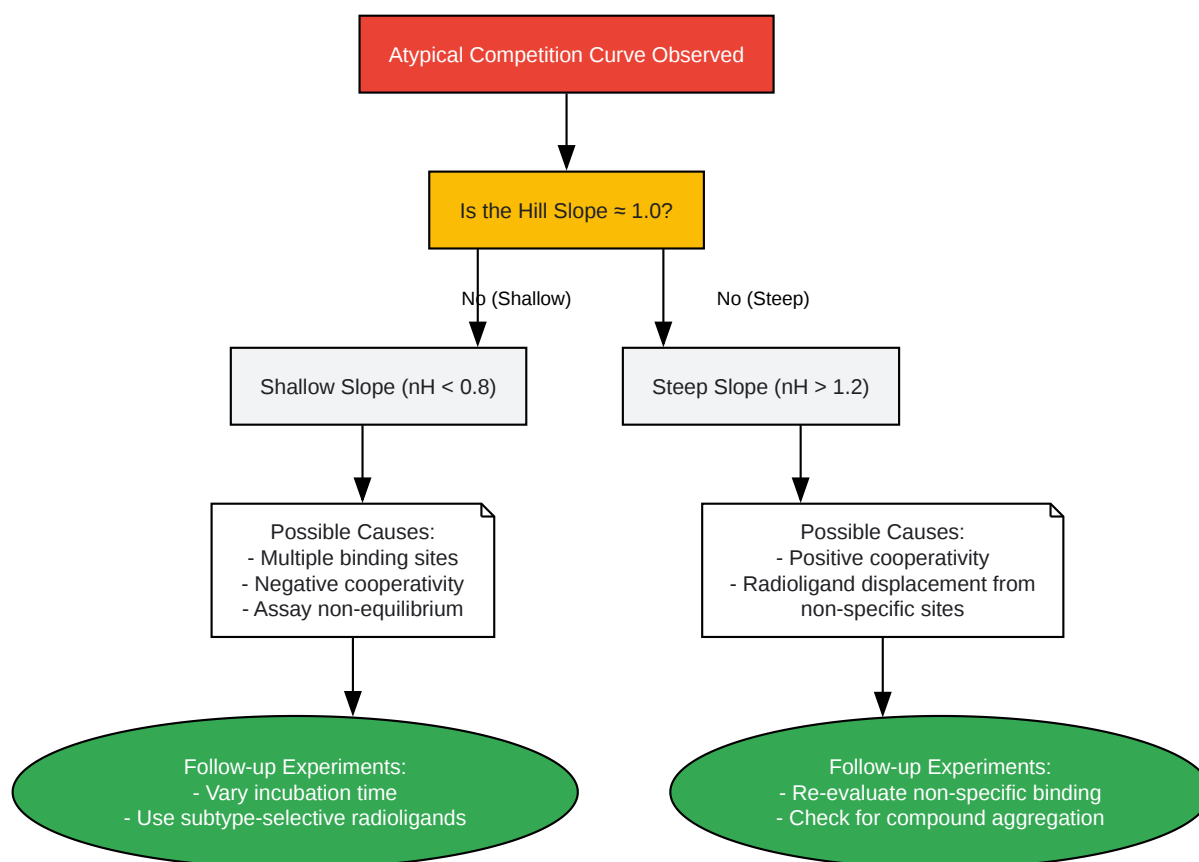 Atypical Competition Curve Observed
Is the Hill Slope ≈ 1.0?
No (Shallow)
No (Steep)
Shallow Slope (nH < 0.8)
Steep Slope (nH > 1.2)
Possible Causes:
- Multiple binding sites
- Negative cooperativity
- Assay non-equilibrium
Possible Causes:
- Positive cooperativity
- Radioligand displacement from
non-specific sites
Follow-up Experiments:
- Vary incubation time
- Use subtype-selective radioligands
Follow-up Experiments:
- Re-evaluate non-specific binding
- Check for compound aggregation